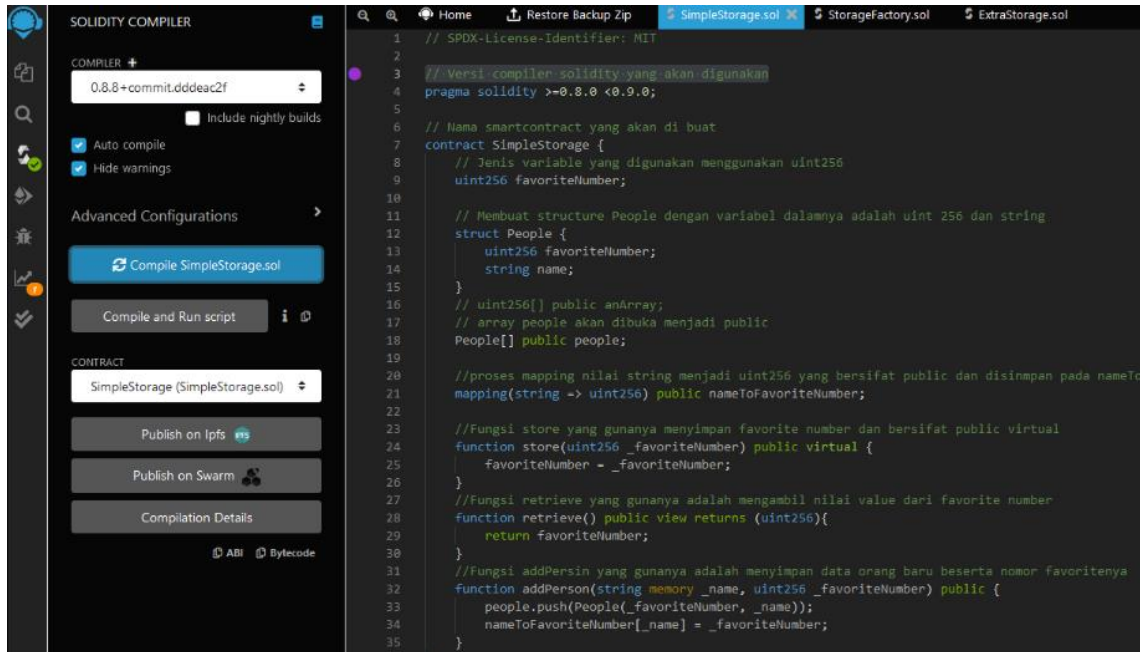 SOLIDITY COMPILER
COMPILER +
0.8.8+commit.dddeac2f
Include nightly builds
Auto compile
Hide warnings
Advanced Configurations
Compile SimpleStorage.sol
Compile and Run script
i
CONTRACT
SimpleStorage (SimpleStorage.sol)
Publish on Ipfs
Publish on Swarm
Compilation Details
ABI Bytecode
Home Restore Backup Zip SimpleStorage.sol StorageFactory.sol ExtraStorage.sol
1 // SPDX-License-Identifier: MIT
2
3 // Versi compiler solidity yang akan digunakan
4 pragma solidity >=0.8.0 <0.9.0;
5
6 // Nama smartcontract yang akan di buat
7 contract SimpleStorage {
8 // Jenis variable yang digunakan menggunakan uint256
9 uint256 favoriteNumber;
10
11 // Membuat structure People dengan variabel dalamnya adalah uint 256 dan string
12 struct People {
13 uint256 favoriteNumber;
14 string name;
15 }
16 // uint256[] public anArray;
17 // array people akan dibuka menjadi public
18 People[] public people;
19
20 //proses mapping nilai string menjadi uint256 yang bersifat public dan disinmpan pada nameTo
21 mapping(string => uint256) public nameToFavoriteNumber;
22
23 //Fungsi store yang gunanya menyimpan favorite number dan bersifat public virtual
24 function store(uint256 _favoriteNumber) public virtual {
25 favoriteNumber = _favoriteNumber;
26 }
27 //Fungsi retrieve yang gunanya adalah mengambil nilai value dari favorite number
28 function retrieve() public view returns (uint256){
29 return favoriteNumber;
30 }
31 //Fungsi addPersin yang gunanya adalah menyimpan data orang baru beserta nomor favoritenya
32 function addPerson(string memory _name, uint256 _favoriteNumber) public {
33 people.push(People(_favoriteNumber, _name));
34 nameToFavoriteNumber[_name] = _favoriteNumber;
35 }